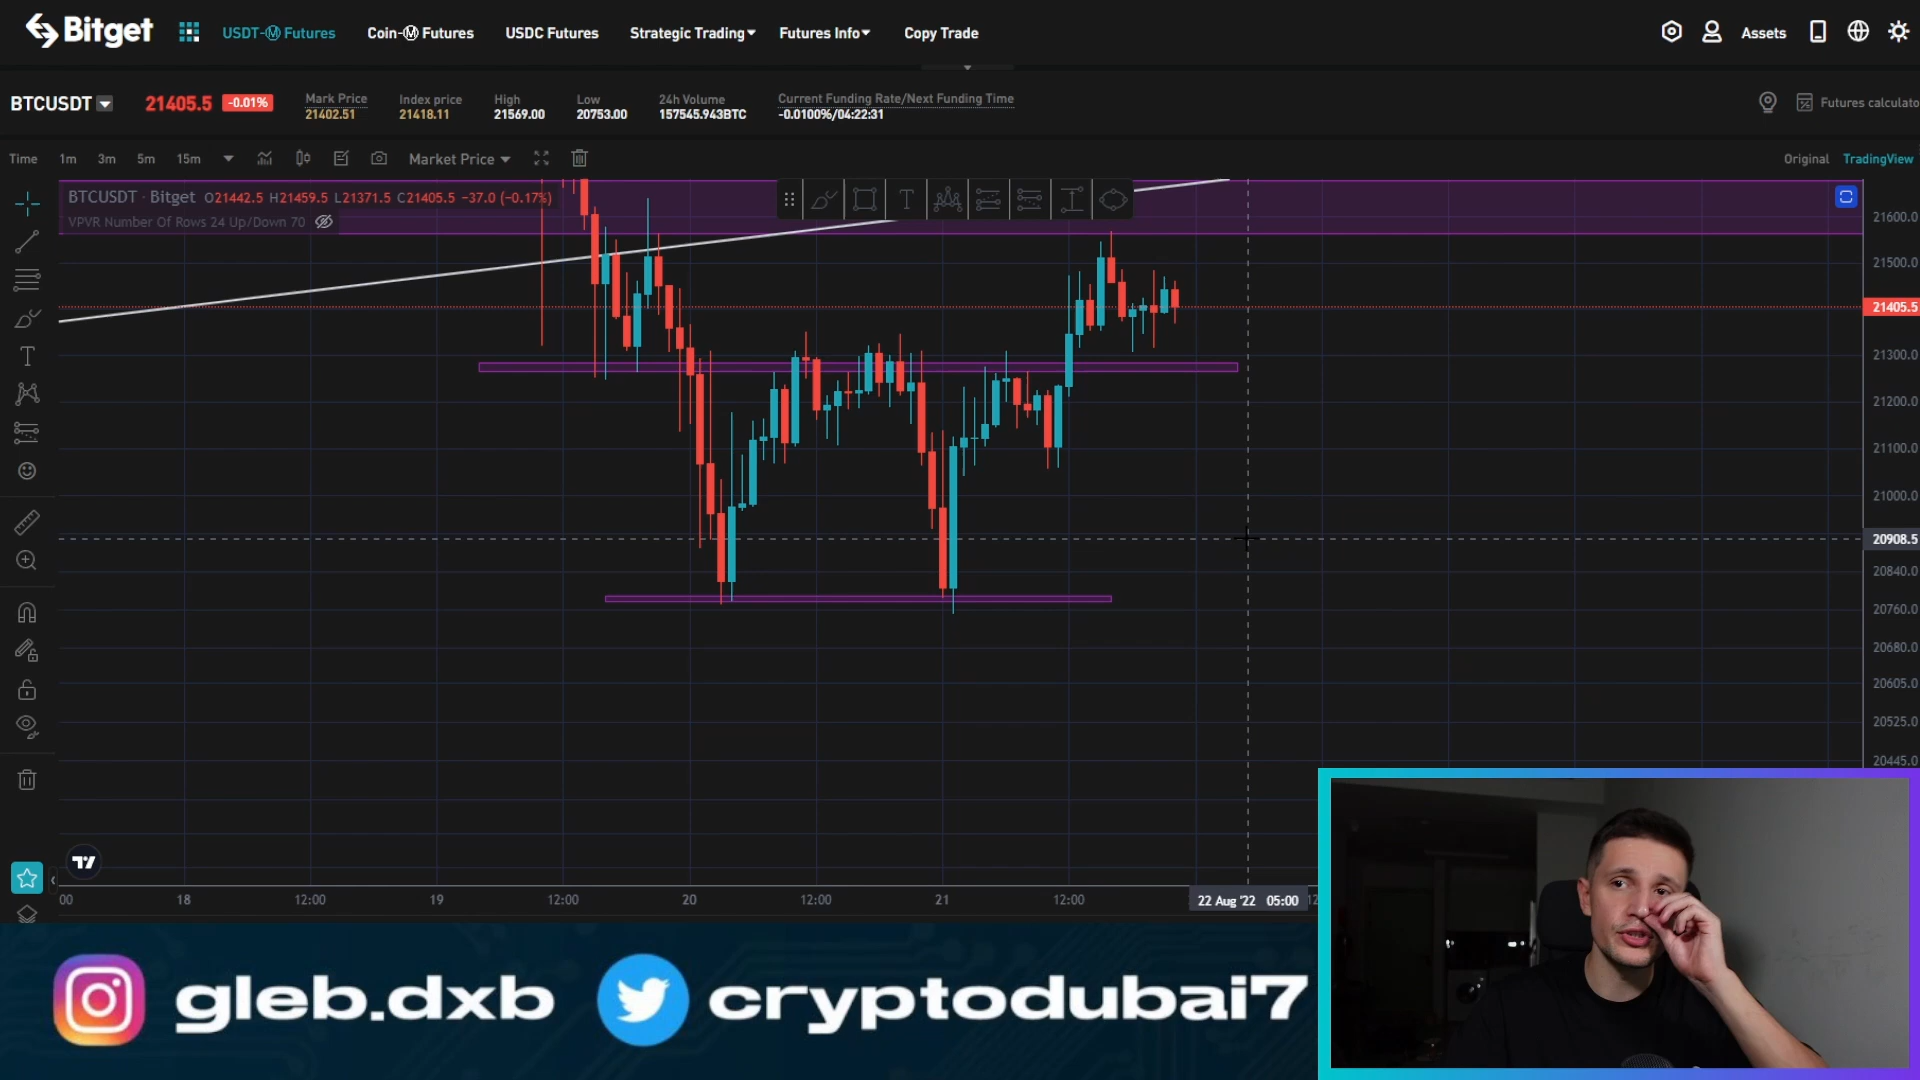 Bitget
USDT-Ⓜ Futures
Coin-Ⓜ Futures
USDC Futures
Strategic Trading
Futures Info
Copy Trade
Assets
BTCUSDT
21405.5
-0.01%
Mark Price
21402.51
Index price
21418.11
High
21569.00
Low
20753.00
24h Volume
157545.943BTC
Current Funding Rate/Next Funding Time
-0.0100%/04:22:31
Futures calculato
Time
1m
3m
5m
15m
Market Price
Original
TradingView
BTCUSDT · Bitget O21442.5 H21459.5 L21371.5 C21405.5 -37.0 (-0.17%)
VPVR Number Of Rows 24 Up/Down 70
21600.0
21500.0
21405.5
21300.0
21200.0
21100.0
21000.0
20908.5
20840.0
20760.0
20680.0
20605.0
20525.0
20445.0
:00
18
12:00
19
12:00
20
12:00
21
12:00
22 Aug '22 05:00
12
gleb.dxb
cryptodubai7